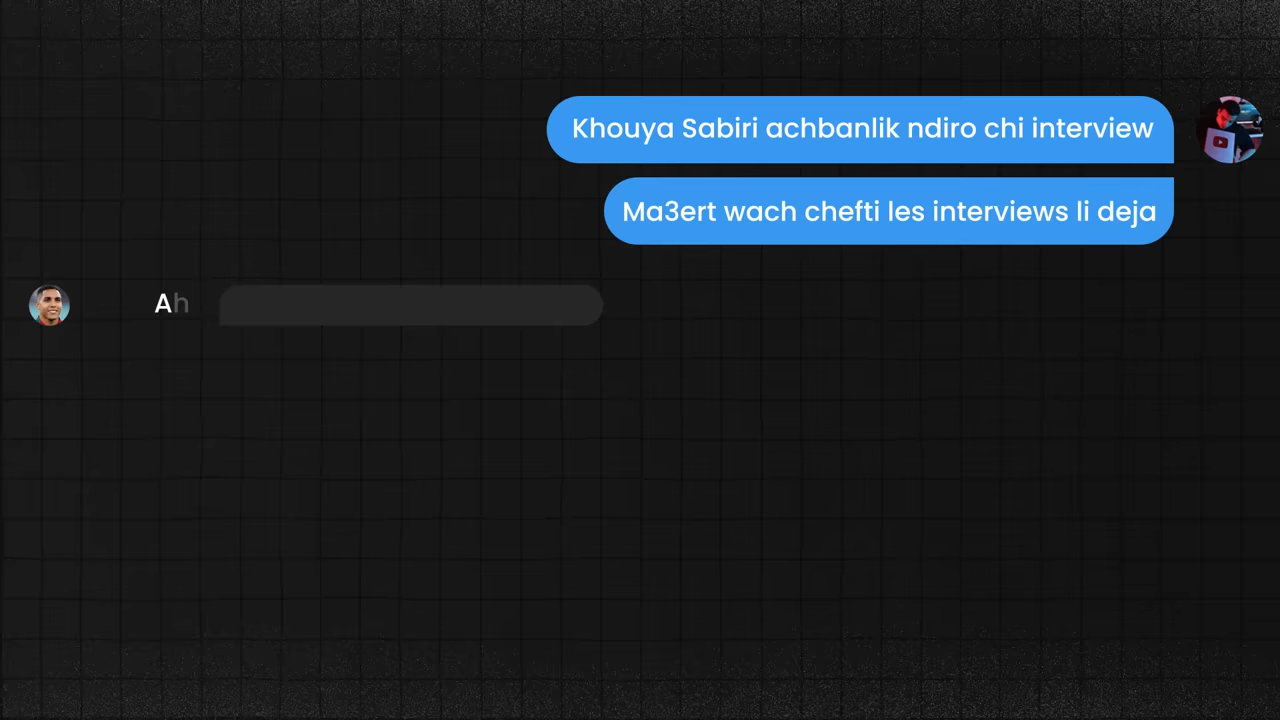 Khouya Sabiri achbanlik ndiro chi interview
Ma3ert wach chefti les interviews li deja
Ah